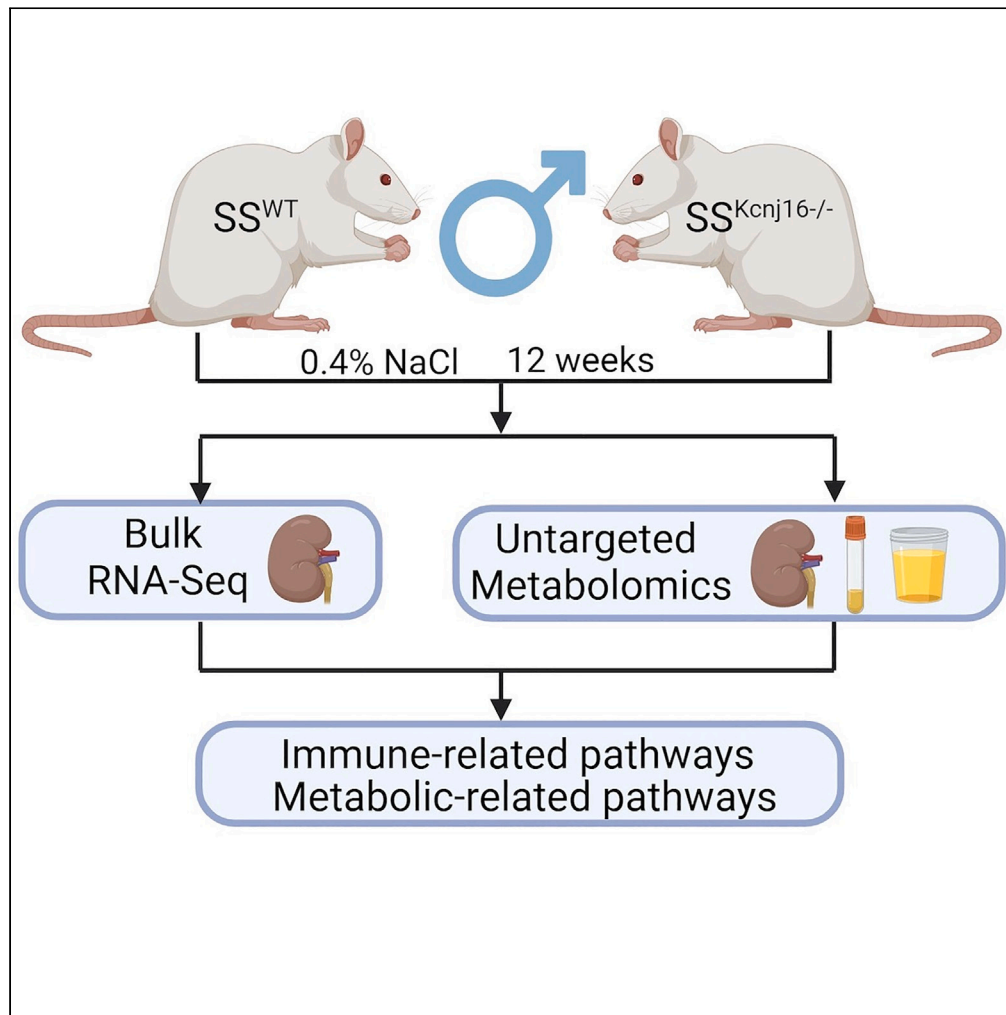 SS^WT
SS^Kcnj16-/-
0.4% NaCl 12 weeks
Bulk
RNA-Seq
Untargeted
Metabolomics
Immune-related pathways
Metabolic-related pathways